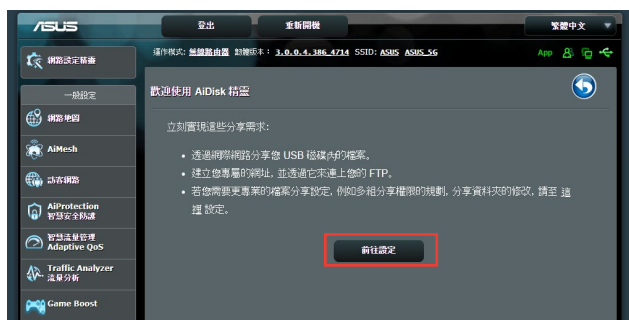 ASUS
登出
重新開機
繁體中文
運作模式: 無線路由器 韌體版本: 3.0.0.4.386_4714 SSID: ASUS ASUS_5G
App
網路設定精靈
一般設定
網路地圖
AiMesh
訪客網路
AiProtection
智慧安全防護
智慧流量管理
Adaptive QoS
Traffic Analyzer
流量分析
Game Boost
歡迎使用 AiDisk 精靈
立刻實現這些分享需求:
• 透過網際網路分享您 USB 磁碟內的檔案。
• 建立您專屬的網址, 並透過它來連上您的 FTP。
• 若您需要更專業的檔案分享設定, 例如多組分享權限的規劃, 分享資料夾的修改, 請至 這
裡 設定。
前往設定